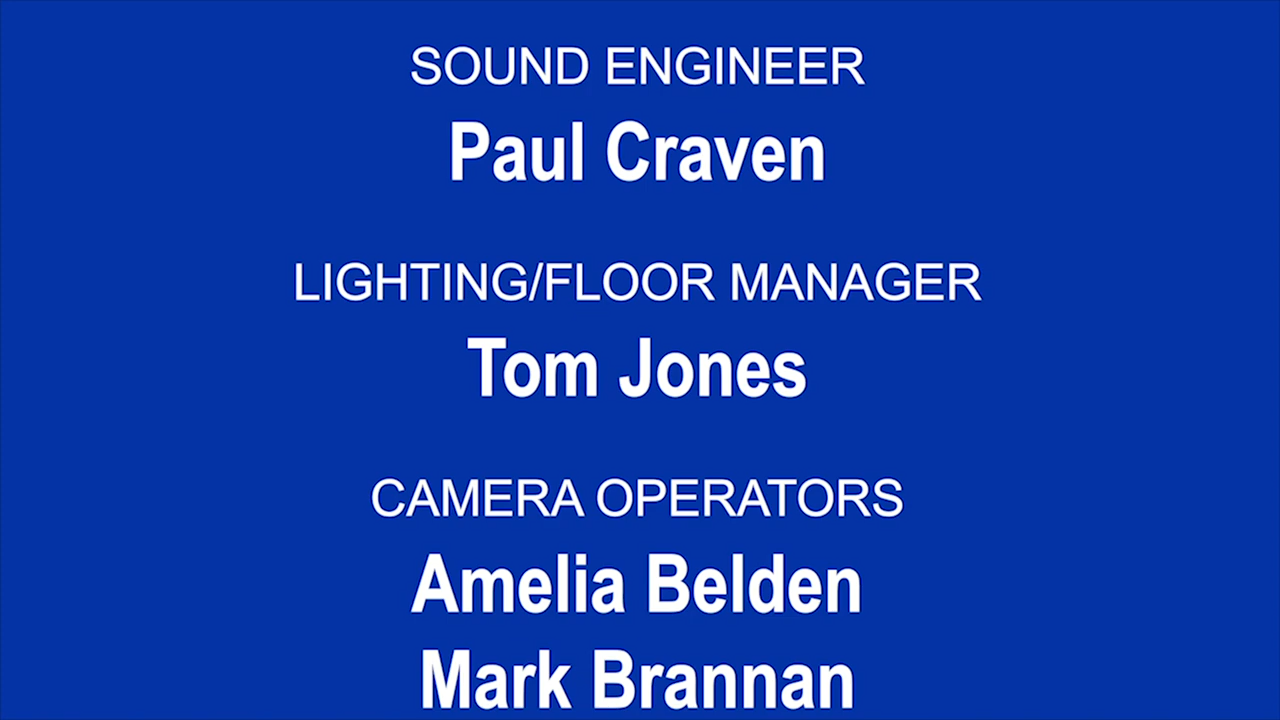 SOUND ENGINEER
Paul Craven
LIGHTING/FLOOR MANAGER
Tom Jones
CAMERA OPERATORS
Amelia Belden
Mark Brannan